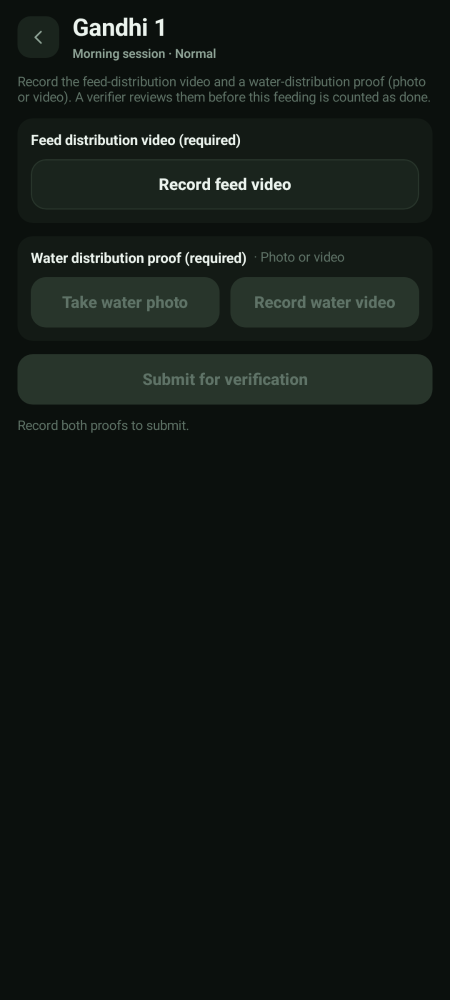 Gandhi 1
Morning session · Normal
Record the feed-distribution video and a water-distribution proof (photo
or video). A verifier reviews them before this feeding is counted as done.
Feed distribution video (required)
Record feed video
Water distribution proof (required) · Photo or video
Take water photo
Record water video
Submit for verification
Record both proofs to submit.